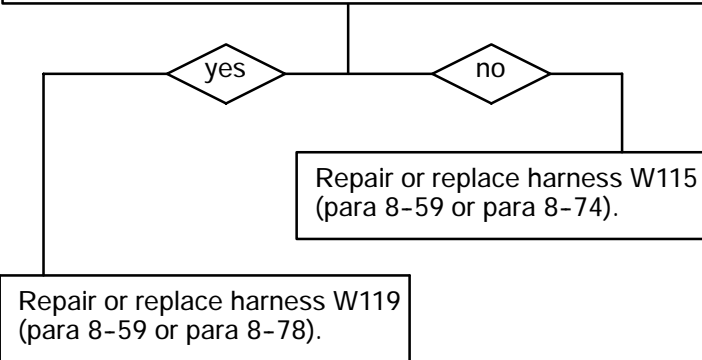 yes
no
Repair or replace harness W115
(para 8-59 or para 8-74).
Repair or replace harness W119
(para 8-59 or para 8-78).